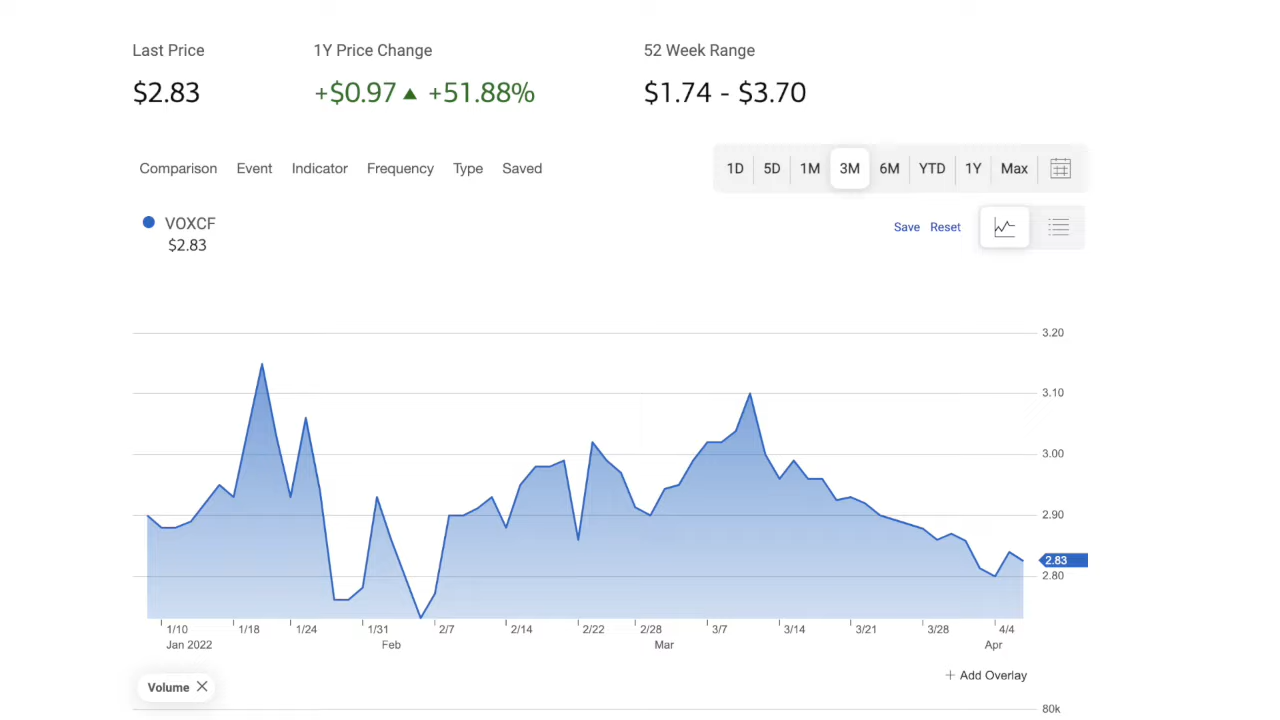 Last Price 1Y Price Change 52 Week Range
$2.83 +$0.97 ▲ +51.88% $1.74 - $3.70
Comparison Event Indicator Frequency Type Saved 1D 5D 1M 3M 6M YTD 1Y Max
VOXCF Save Reset
$2.83
3.20
3.10
3.00
2.90
2.83
2.80
1/10 1/18 1/24 1/31 2/7 2/14 2/22 2/28 3/7 3/14 3/21 3/28 4/4
Jan 2022 Feb Mar Apr
+ Add Overlay
Volume ×
80k